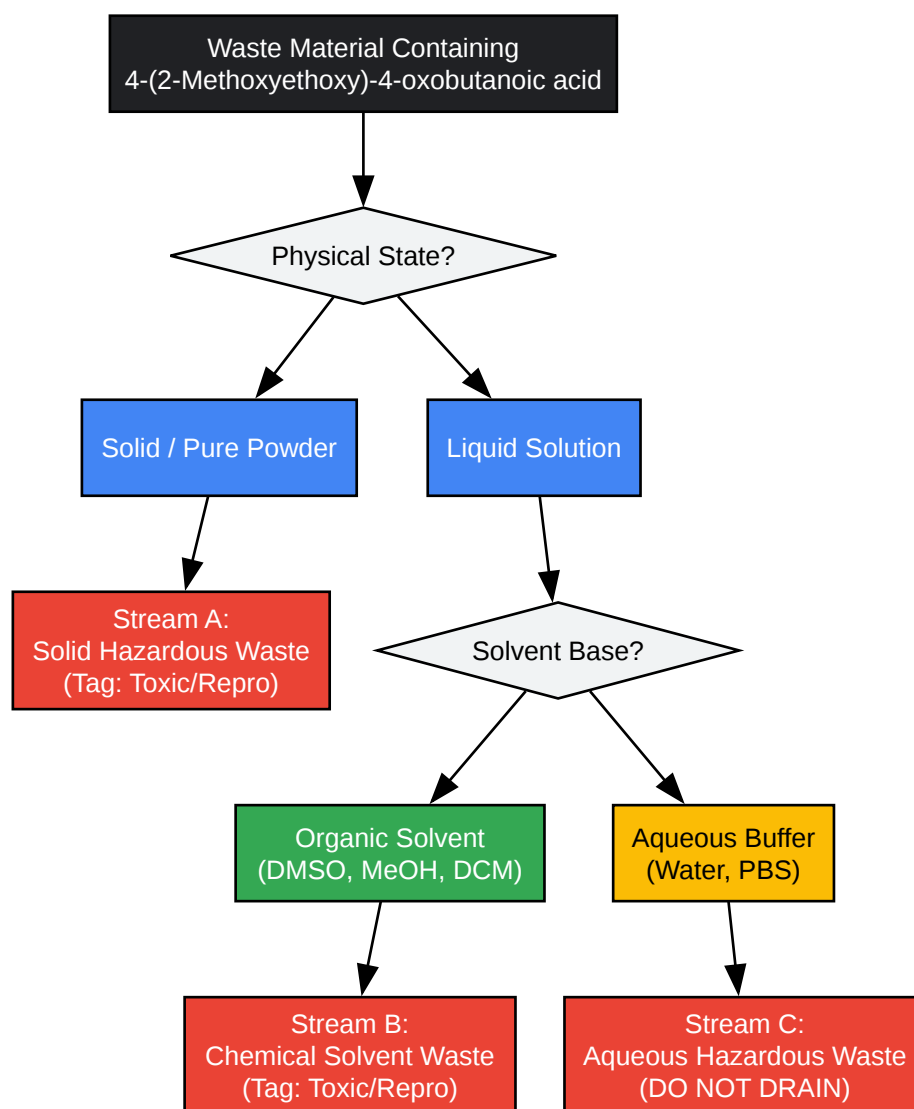 Waste Material Containing
4-(2-Methoxyethoxy)-4-oxobutanoic acid
Physical State?
Solid / Pure Powder
Liquid Solution
Stream A:
Solid Hazardous Waste
(Tag: Toxic/Repro)
Solvent Base?
Organic Solvent
(DMSO, MeOH, DCM)
Aqueous Buffer
(Water, PBS)
Stream B:
Chemical Solvent Waste
(Tag: Toxic/Repro)
Stream C:
Aqueous Hazardous Waste
(DO NOT DRAIN)